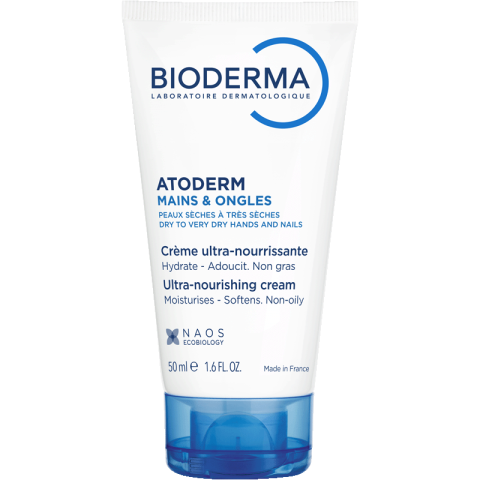 BIODERMA
LABORATOIRE DERMATOLOGIQUE
ATODERM
MAINS & ONGLES
PEAUX SÈCHES À TRÈS SÈCHES
DRY TO VERY DRY HANDS AND NAILS
Crème ultra-nourrissante
Hydrate - Adoucit. Non gras
Ultra-nourishing cream
Moisturises - Softens. Non-oily
NAOS
ECOBIOLOGY
50 ml ℮ 1.6 FL. OZ.
Made in France